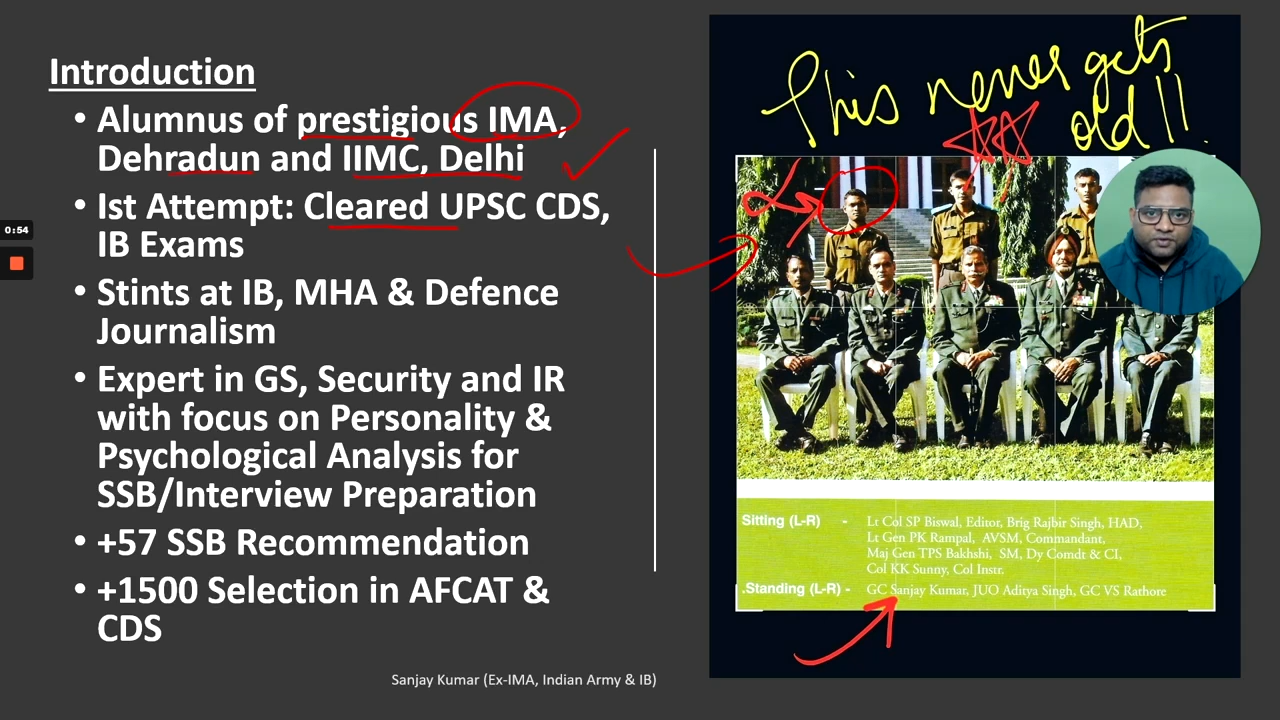 Introduction
• Alumnus of prestigious IMA,
Dehradun and IIMC, Delhi
• Ist Attempt: Cleared UPSC CDS,
IB Exams
• Stints at IB, MHA & Defence
Journalism
• Expert in GS, Security and IR
with focus on Personality &
Psychological Analysis for
SSB/Interview Preparation
• +57 SSB Recommendation
• +1500 Selection in AFCAT &
CDS
Sanjay Kumar (Ex-IMA, Indian Army & IB)
0:54
This never gets
old !!
Sitting (L-R) - Lt Col SP Biswal, Editor, Brig Rajbir Singh, HAD,
Lt Gen PK Rampal, AVSM, Commandant,
Maj Gen TPS Bakhshi, SM, Dy Comdt & CI,
Col KK Sunny, Col Instr.
.Standing (L-R) - GC Sanjay Kumar, JUO Aditya Singh, GC VS Rathore